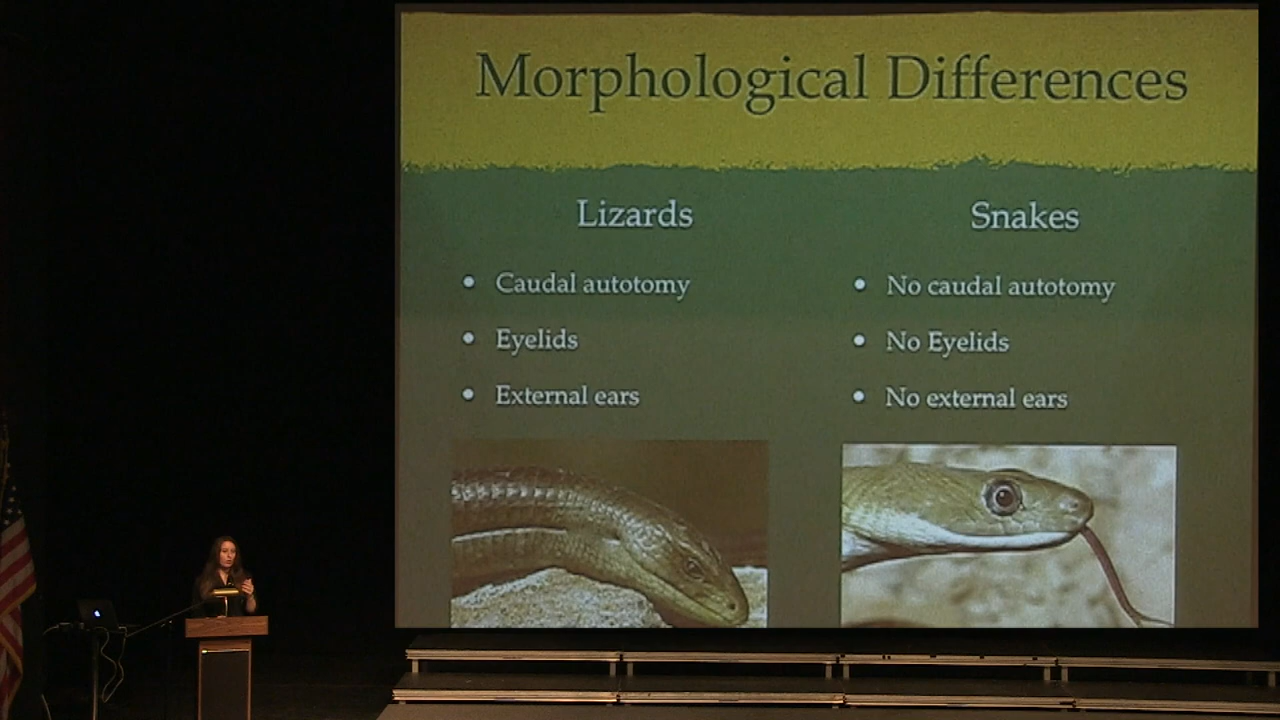 Morphological Differences
Lizards
• Caudal autotomy
• Eyelids
• External ears
Snakes
• No caudal autotomy
• No Eyelids
• No external ears